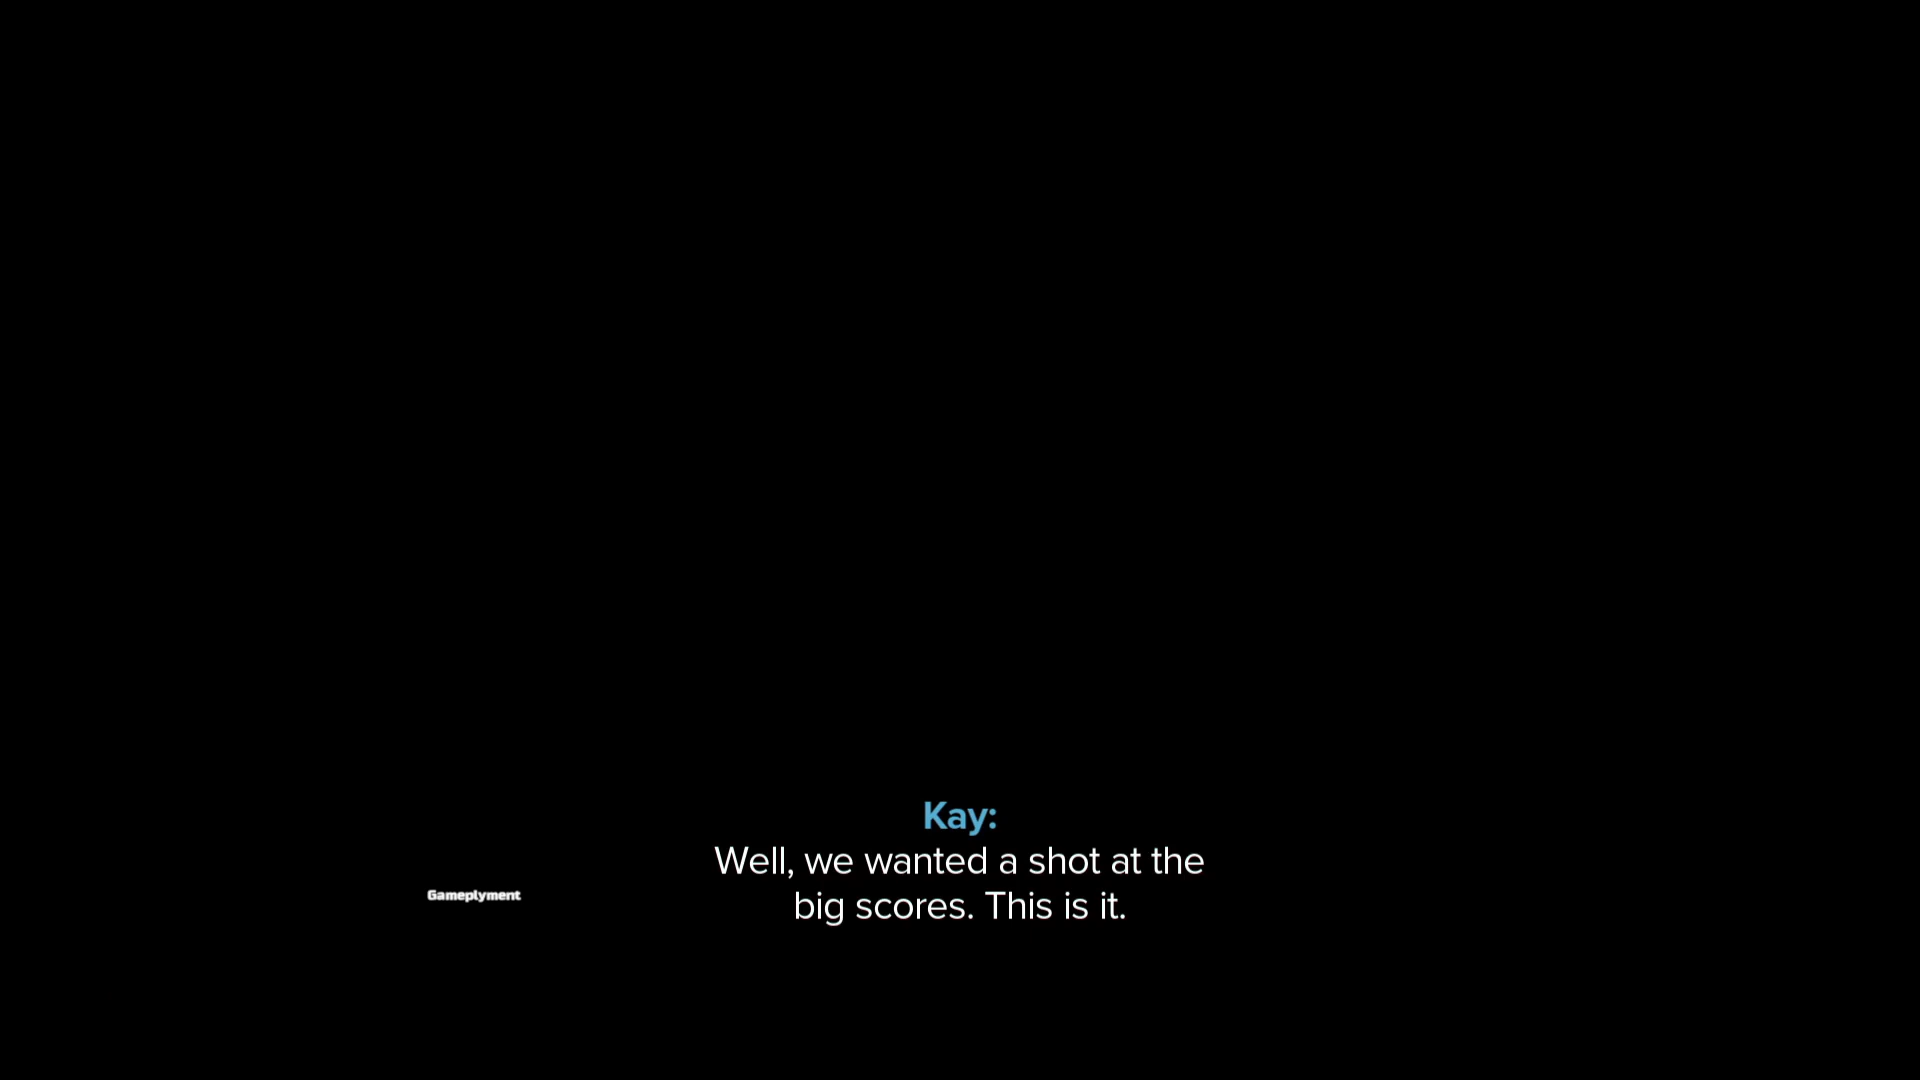 Kay:
Well, we wanted a shot at the
Gameplyment
big scores. This is it.